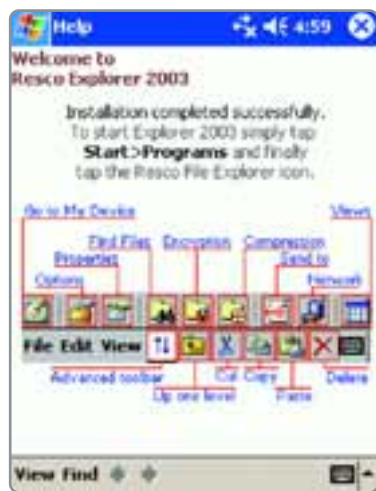 Help 4:59
Welcome to
Resco Explorer 2003
Installation completed successfully.
To start Explorer 2003 simply tap
Start>Programs and finally
tap the Resco File Explorer icon.
Go to My Device Views
Find Files Encryption Compression
Properties Send to
Options Network
File Edit View
Advanced toolbar Cut Copy Delete
Up one level Paste
View Find